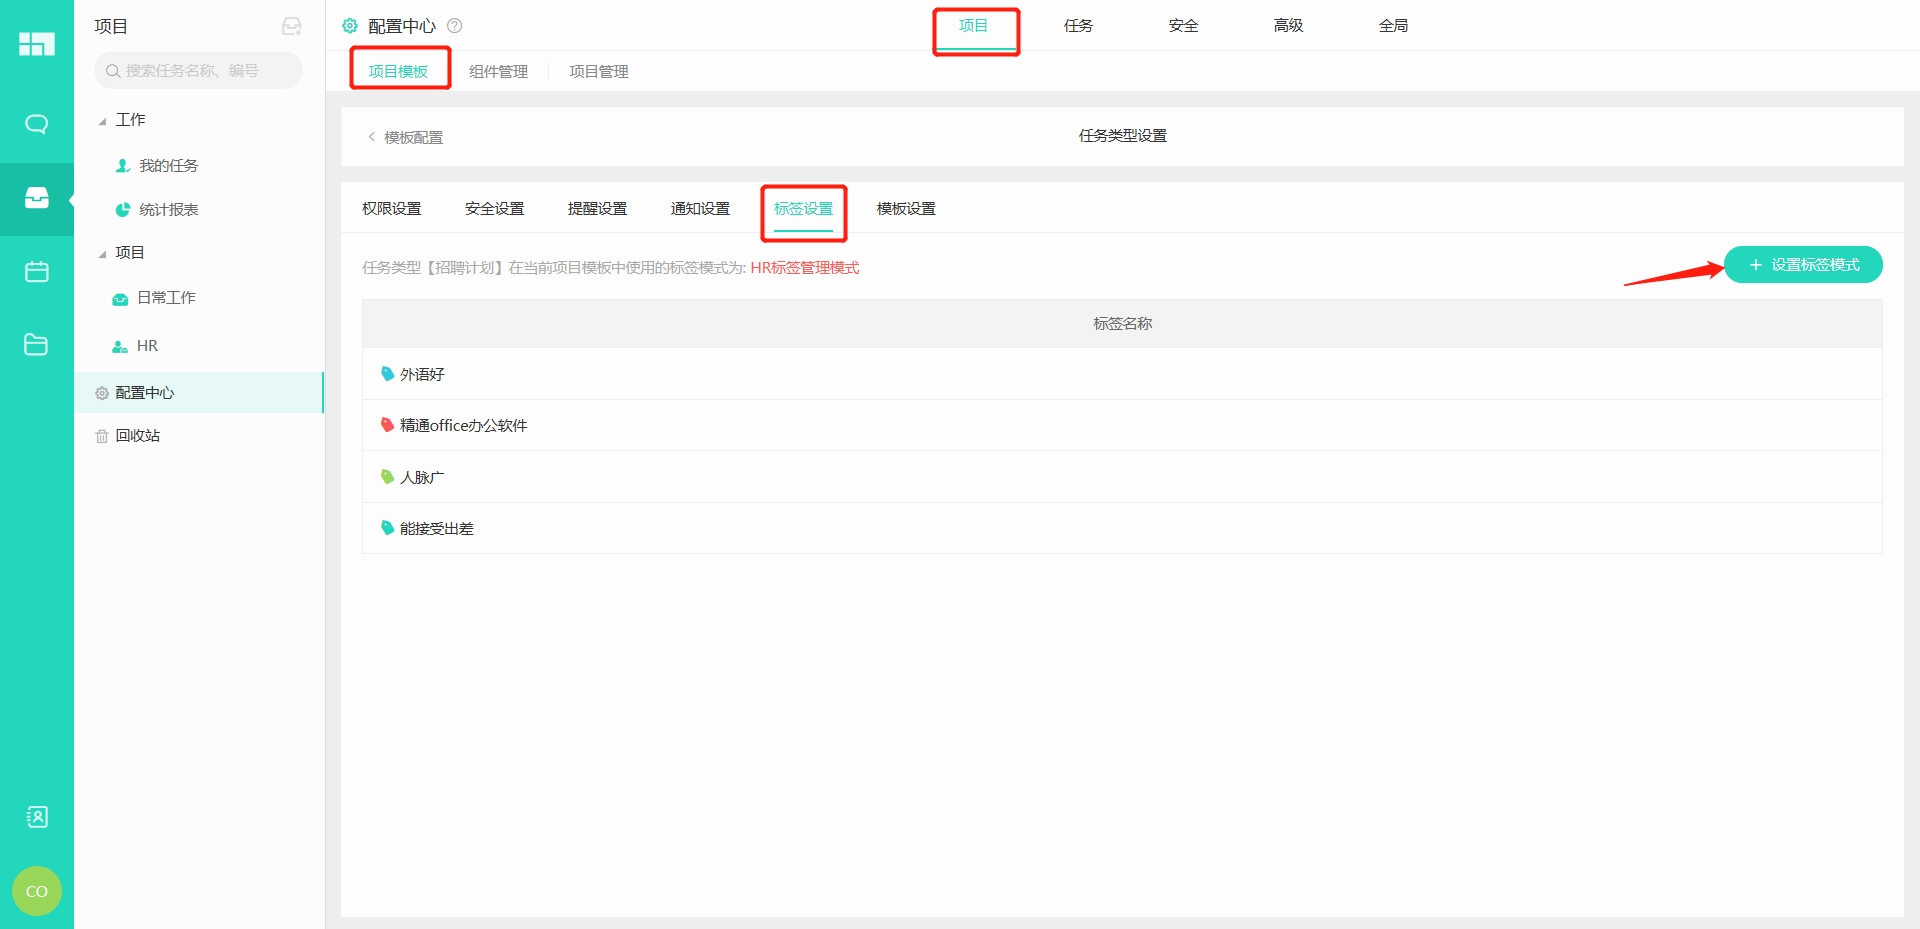 项目
搜索任务名称、编号
工作
我的任务
统计报表
项目
日常工作
HR
配置中心
回收站
CO
配置中心
项目 任务 安全 高级 全局
项目模板 组件管理 项目管理
模板配置 任务类型设置
权限设置 安全设置 提醒设置 通知设置 标签设置 模板设置
任务类型【招聘计划】在当前项目模板中使用的标签模式为: HR标签管理模式
+ 设置标签模式
标签名称
外语好
精通office办公软件
人脉广
能接受出差